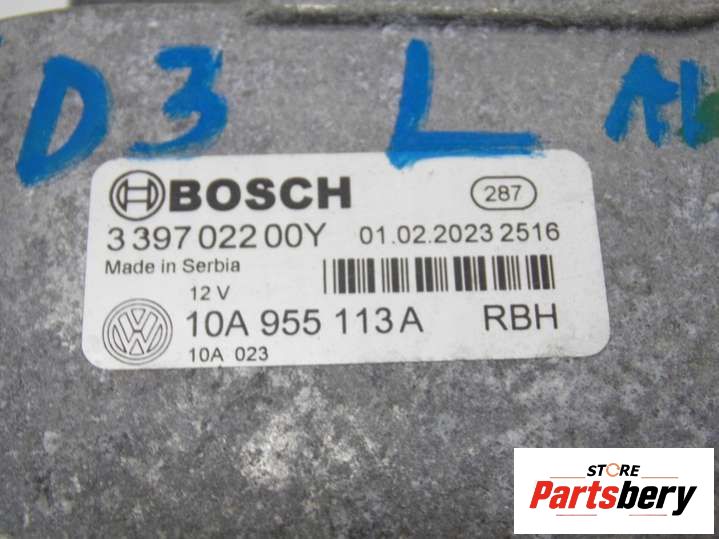 D3 L
BOSCH 287
3 397 022 00Y 01.02.2023 2516
Made in Serbia
12 V
10A 955 113 A RBH
10A 023
STORE
Partsbery